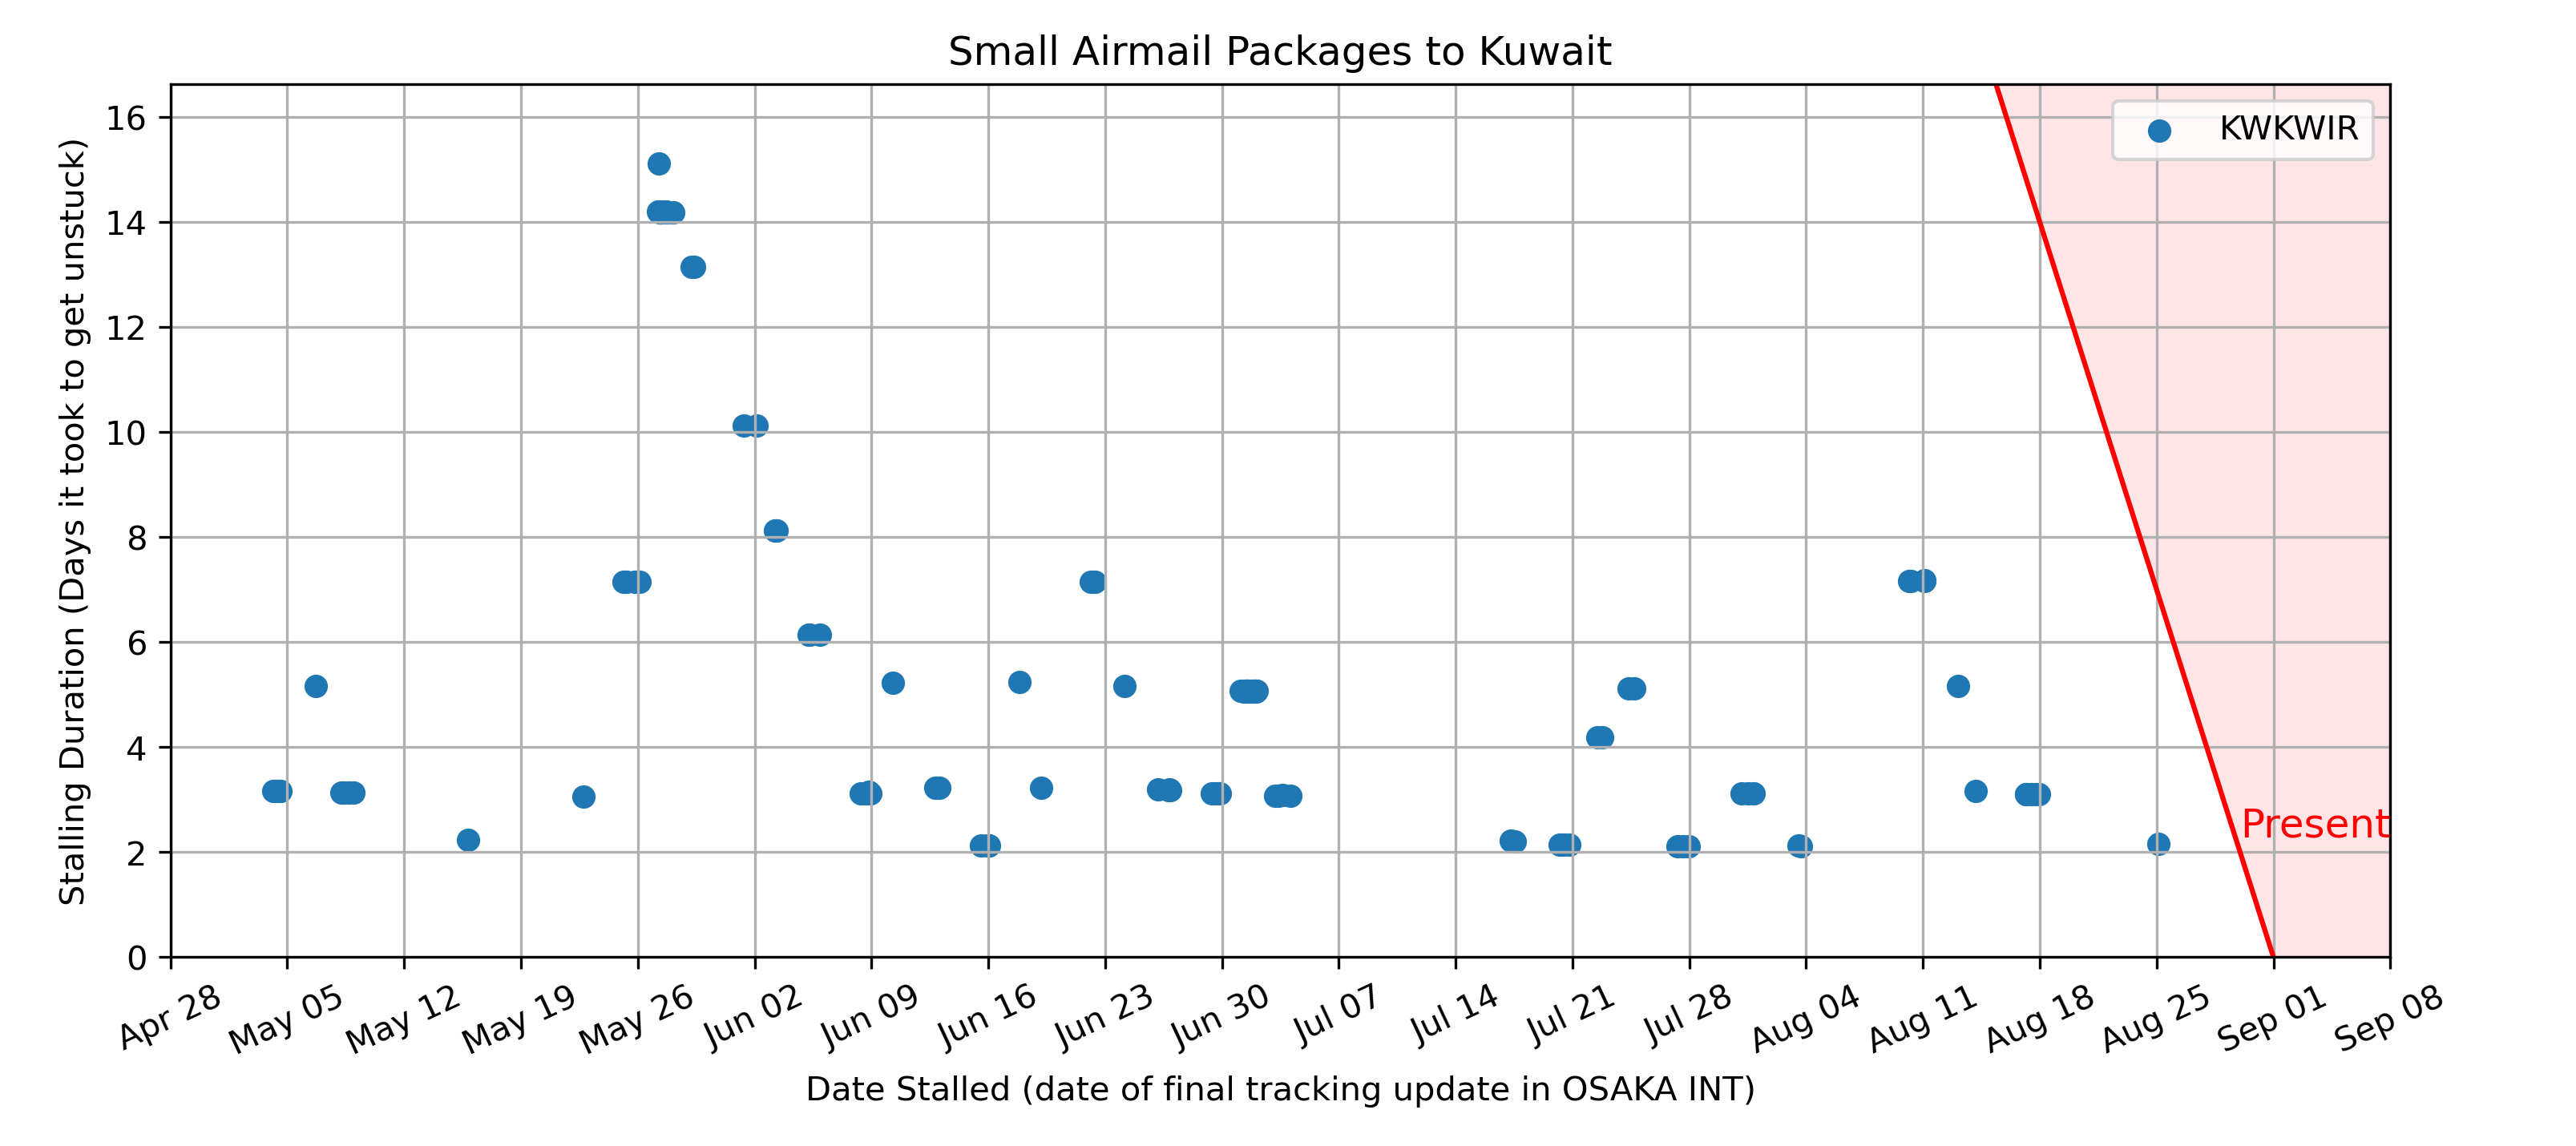 Small Airmail Packages to Kuwait
KWKWIR
Stalling Duration (Days it took to get unstuck)
16
14
12
10
8
6
4
2
0
Present
Apr 28
May 05
May 12
May 19
May 26
Jun 02
Jun 09
Jun 16
Jun 23
Jun 30
Jul 07
Jul 14
Jul 21
Jul 28
Aug 04
Aug 11
Aug 18
Aug 25
Sep 01
Sep 08
Date Stalled (date of final tracking update in OSAKA INT)